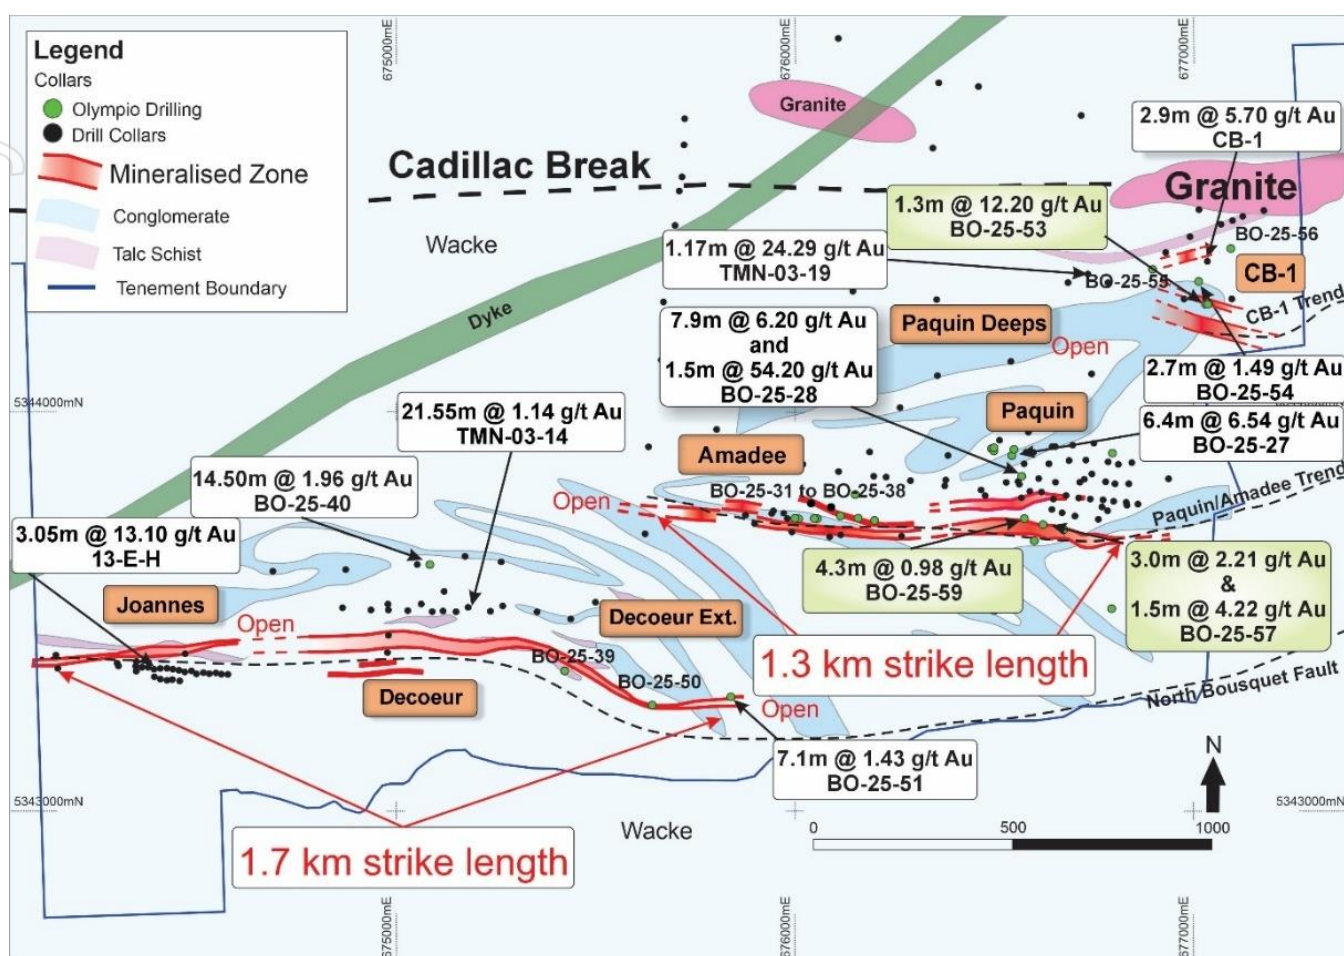 Legend
Collars
Olympio Drilling
Drill Collars
Mineralised Zone
Conglomerate
Talc Schist
Tenement Boundary
675000mE
676000mE
677000mE
Granite
2.9m @ 5.70 g/t Au
CB-1
Cadillac Break
Granite
1.3m @ 12.20 g/t Au
BO-25-53
Wacke
BO-25-56
1.17m @ 24.29 g/t Au
TMN-03-19
BO-25-55
CB-1
CB-1 Trend
Dyke
7.9m @ 6.20 g/t Au
and
1.5m @ 54.20 g/t Au
BO-25-28
Paquin Deeps
Open
2.7m @ 1.49 g/t Au
BO-25-54
5344000mN
21.55m @ 1.14 g/t Au
TMN-03-14
Paquin
6.4m @ 6.54 g/t Au
BO-25-27
Amadee
14.50m @ 1.96 g/t Au
BO-25-40
Open
BO-25-31 to BO-25-38
Paquin/Amadee Trend
3.05m @ 13.10 g/t Au
13-E-H
4.3m @ 0.98 g/t Au
BO-25-59
3.0m @ 2.21 g/t Au
&
1.5m @ 4.22 g/t Au
BO-25-57
Joannes
Open
Decoeur Ext.
1.3 km strike length
BO-25-39
BO-25-50
Decoeur
Open
North Bousquet Fault
7.1m @ 1.43 g/t Au
BO-25-51
N
5343000mN
5343000mN
Wacke
0
500
1000
1.7 km strike length
675000mE
676000mE
677000mE